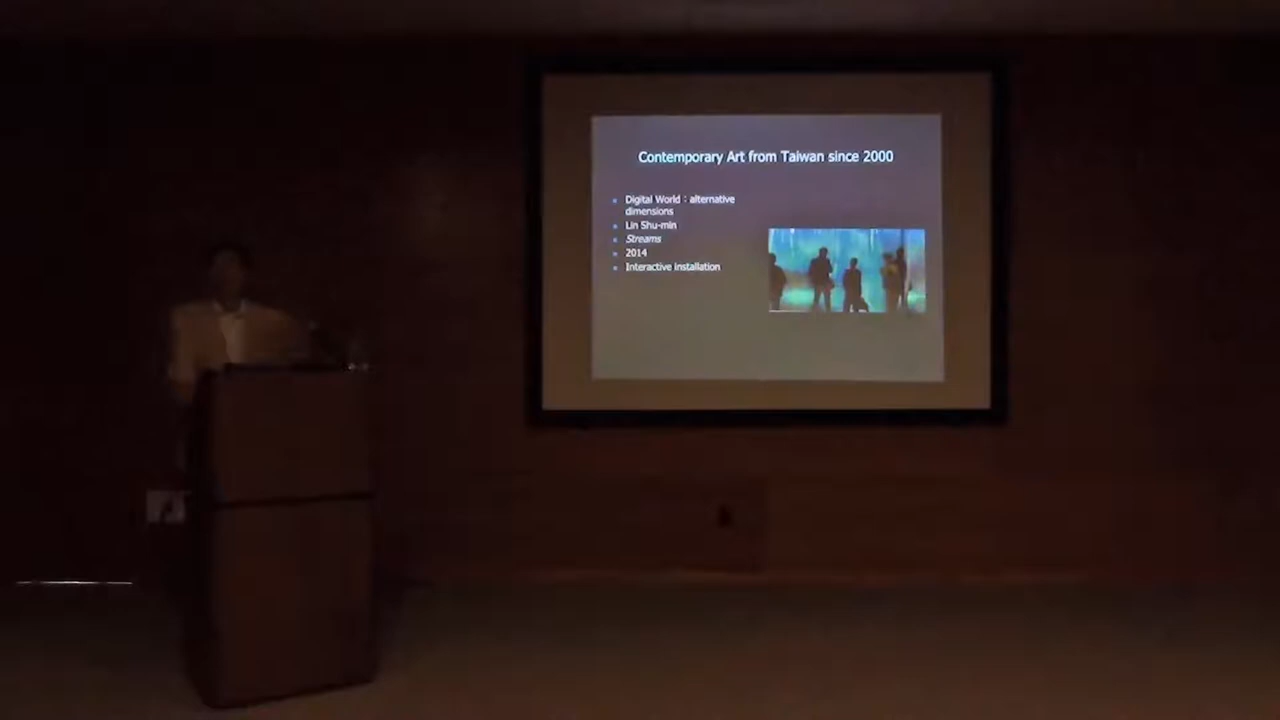 Contemporary Art from Taiwan since 2000
Digital World：alternative
dimensions
Lin Shu-min
Streams
2014
Interactive installation